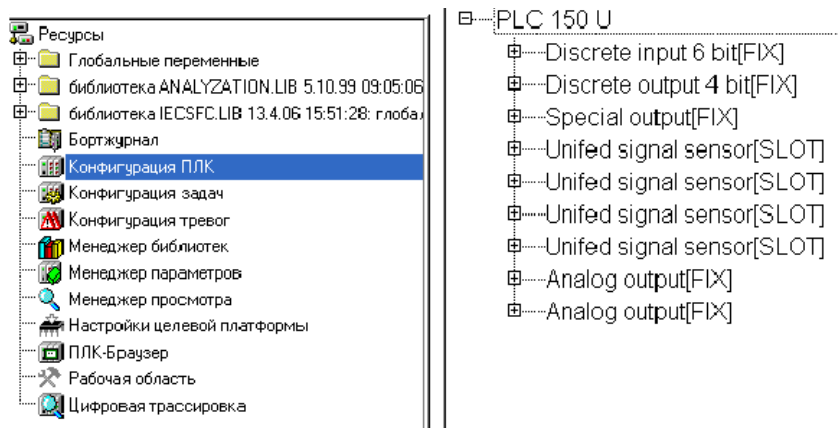 Ресурсы
Глобальные переменные
библиотека ANALYZATION.LIB 5.10.99 09:05:06
библиотека IECSFC.LIB 13.4.06 15:51:28: глоба
Бортжурнал
Конфигурация ПЛК
Конфигурация задач
Конфигурация тревог
Менеджер библиотек
Менеджер параметров
Менеджер просмотра
Настройки целевой платформы
ПЛК-Браузер
Рабочая область
Цифровая трассировка
PLC 150 U
Discrete input 6 bit[FIX]
Discrete output 4 bit[FIX]
Special output[FIX]
Unifed signal sensor[SLOT]
Unifed signal sensor[SLOT]
Unifed signal sensor[SLOT]
Unifed signal sensor[SLOT]
Analog output[FIX]
Analog output[FIX]